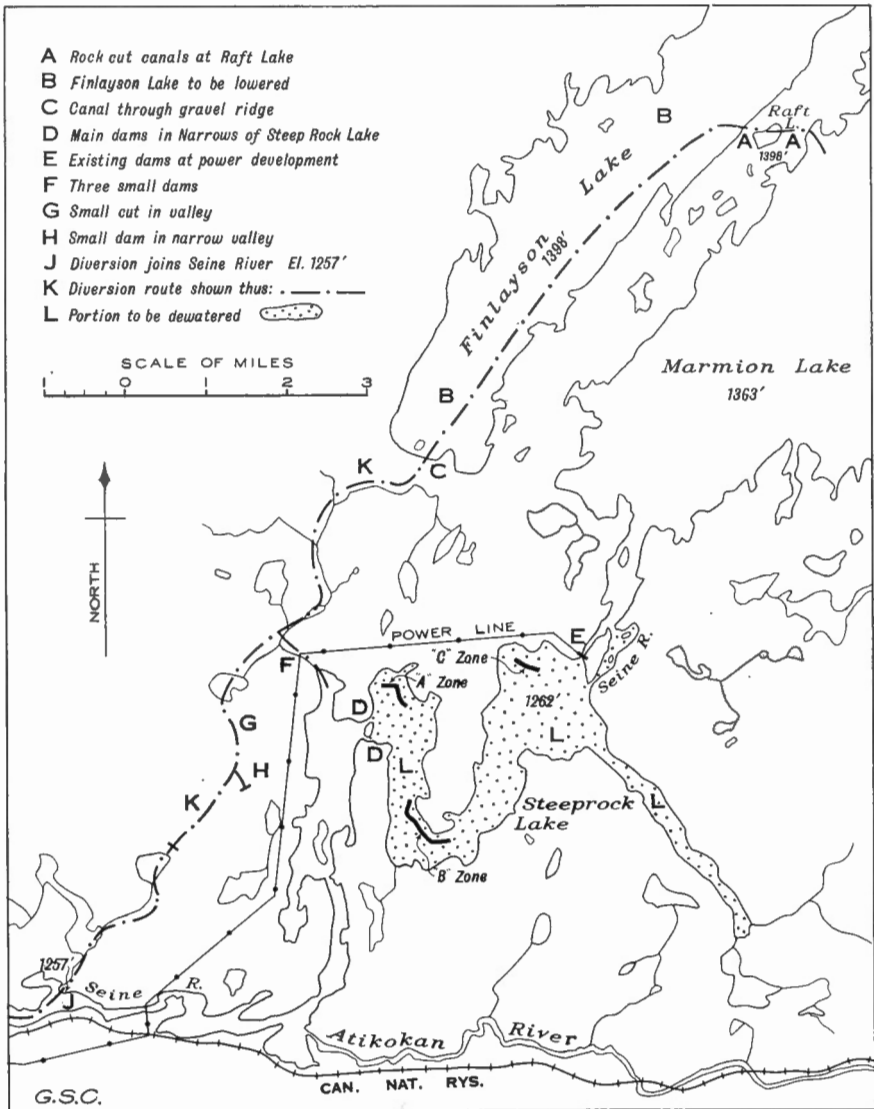 A Rock cut canals at Raft Lake
B Finlayson Lake to be lowered
C Canal through gravel ridge
D Main dams in Narrows of Steep Rock Lake
E Existing dams at power development
F Three small dams
G Small cut in valley
H Small dam in narrow valley
J Diversion joins Seine River El. 1257'
K Diversion route shown thus:
L Portion to be dewatered
SCALE OF MILES
1 0 1 2 3
NORTH
B
Raft
L.
A A
1398'
Finlayson Lake
1398'
Marmion Lake
1363'
B
K
C
POWER LINE
E
F
"C" Zone
"A" Zone
Seine R.
1262'
D
G
D
L
L
H
K
L
Steeprock
Lake
"B" Zone
1257'
J
Seine R.
Atikokan River
CAN. NAT. RYS.
G.S.C.